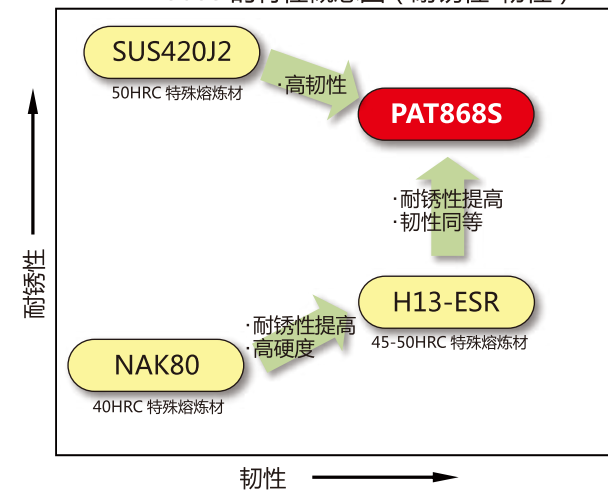 SUS420J2
50HRC 特殊熔炼材
·高韧性
PAT868S
·耐锈性提高
·韧性同等
耐锈性
H13-ESR
45-50HRC 特殊熔炼材
·耐锈性提高
·高硬度
NAK80
40HRC 特殊熔炼材
韧性